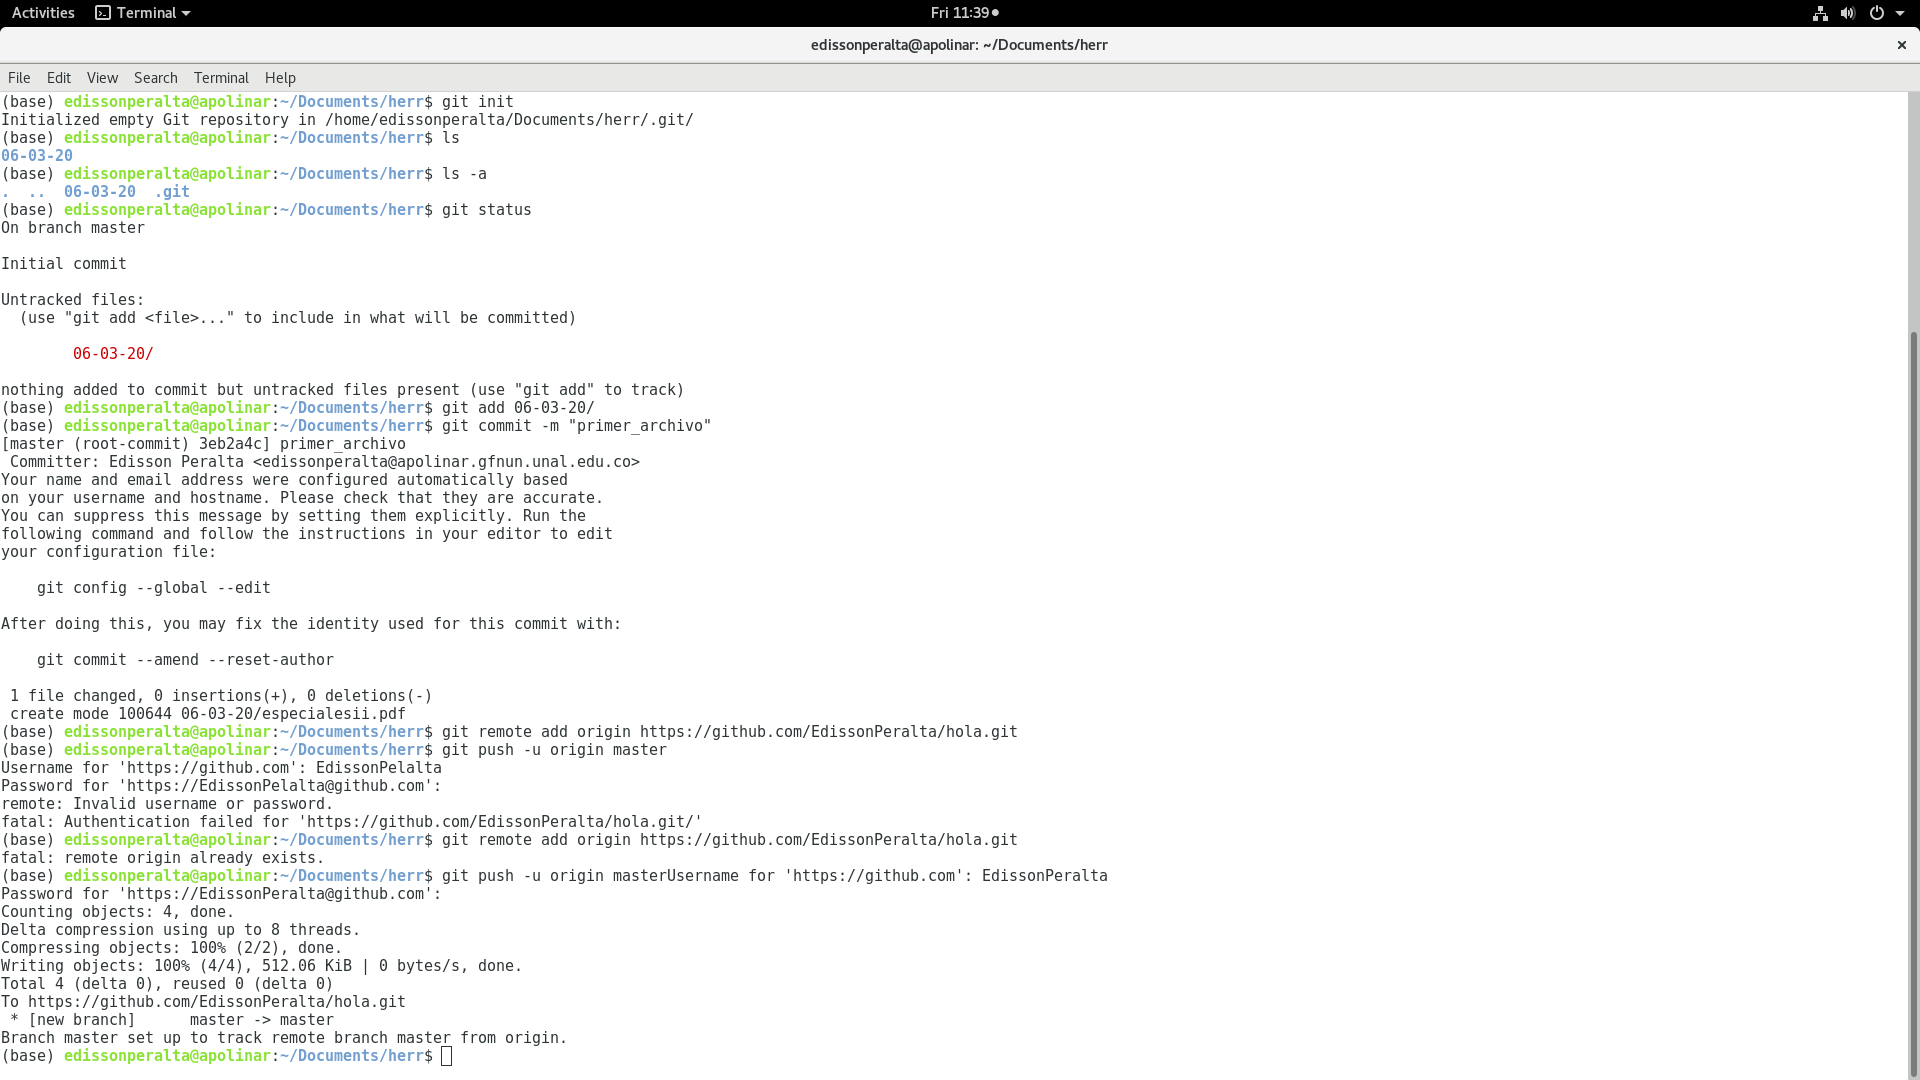 Activities Terminal Fri 11:39
edissonperalta@apolinar: ~/Documents/herr
File Edit View Search Terminal Help
(base) edissonperalta@apolinar:~/Documents/herr$ git init
Initialized empty Git repository in /home/edissonperalta/Documents/herr/.git/
(base) edissonperalta@apolinar:~/Documents/herr$ ls
06-03-20
(base) edissonperalta@apolinar:~/Documents/herr$ ls -a
.  ..  06-03-20  .git
(base) edissonperalta@apolinar:~/Documents/herr$ git status
On branch master
Initial commit
Untracked files:
  (use "git add <file>..." to include in what will be committed)
        06-03-20/
nothing added to commit but untracked files present (use "git add" to track)
(base) edissonperalta@apolinar:~/Documents/herr$ git add 06-03-20/
(base) edissonperalta@apolinar:~/Documents/herr$ git commit -m "primer_archivo"
[master (root-commit) 3eb2a4c] primer_archivo
 Committer: Edisson Peralta <edissonperalta@apolinar.gfnun.unal.edu.co>
Your name and email address were configured automatically based
on your username and hostname. Please check that they are accurate.
You can suppress this message by setting them explicitly. Run the
following command and follow the instructions in your editor to edit
your configuration file:
    git config --global --edit
After doing this, you may fix the identity used for this commit with:
    git commit --amend --reset-author
 1 file changed, 0 insertions(+), 0 deletions(-)
 create mode 100644 06-03-20/especialesii.pdf
(base) edissonperalta@apolinar:~/Documents/herr$ git remote add origin https://github.com/EdissonPeralta/hola.git
(base) edissonperalta@apolinar:~/Documents/herr$ git push -u origin master
Username for 'https://github.com': EdissonPelalta
Password for 'https://EdissonPelalta@github.com':
remote: Invalid username or password.
fatal: Authentication failed for 'https://github.com/EdissonPeralta/hola.git/'
(base) edissonperalta@apolinar:~/Documents/herr$ git remote add origin https://github.com/EdissonPeralta/hola.git
fatal: remote origin already exists.
(base) edissonperalta@apolinar:~/Documents/herr$ git push -u origin masterUsername for 'https://github.com': EdissonPeralta
Password for 'https://EdissonPeralta@github.com':
Counting objects: 4, done.
Delta compression using up to 8 threads.
Compressing objects: 100% (2/2), done.
Writing objects: 100% (4/4), 512.06 KiB | 0 bytes/s, done.
Total 4 (delta 0), reused 0 (delta 0)
To https://github.com/EdissonPeralta/hola.git
 * [new branch]      master -> master
Branch master set up to track remote branch master from origin.
(base) edissonperalta@apolinar:~/Documents/herr$